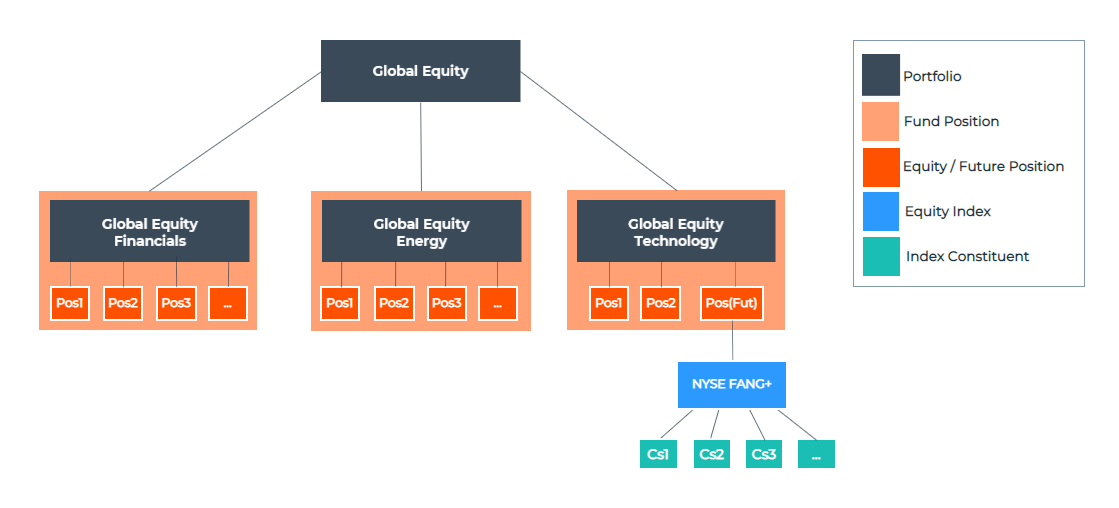 Global Equity
Portfolio
Fund Position
Equity / Future Position
Equity Index
Index Constituent
Global Equity
Financials
Pos1
Pos2
Pos3
...
Global Equity
Energy
Pos1
Pos2
Pos3
...
Global Equity
Technology
Pos1
Pos2
Pos(Fut)
NYSE FANG+
Cs1
Cs2
Cs3
...